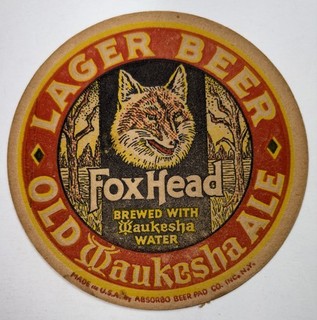 LAGER BEER
FoxHead
BREWED WITH
Waukesha
WATER
OLD Waukesha ALE
MADE IN U.S.A. BY ABSORBO BEER PAD CO. INC. N.Y.